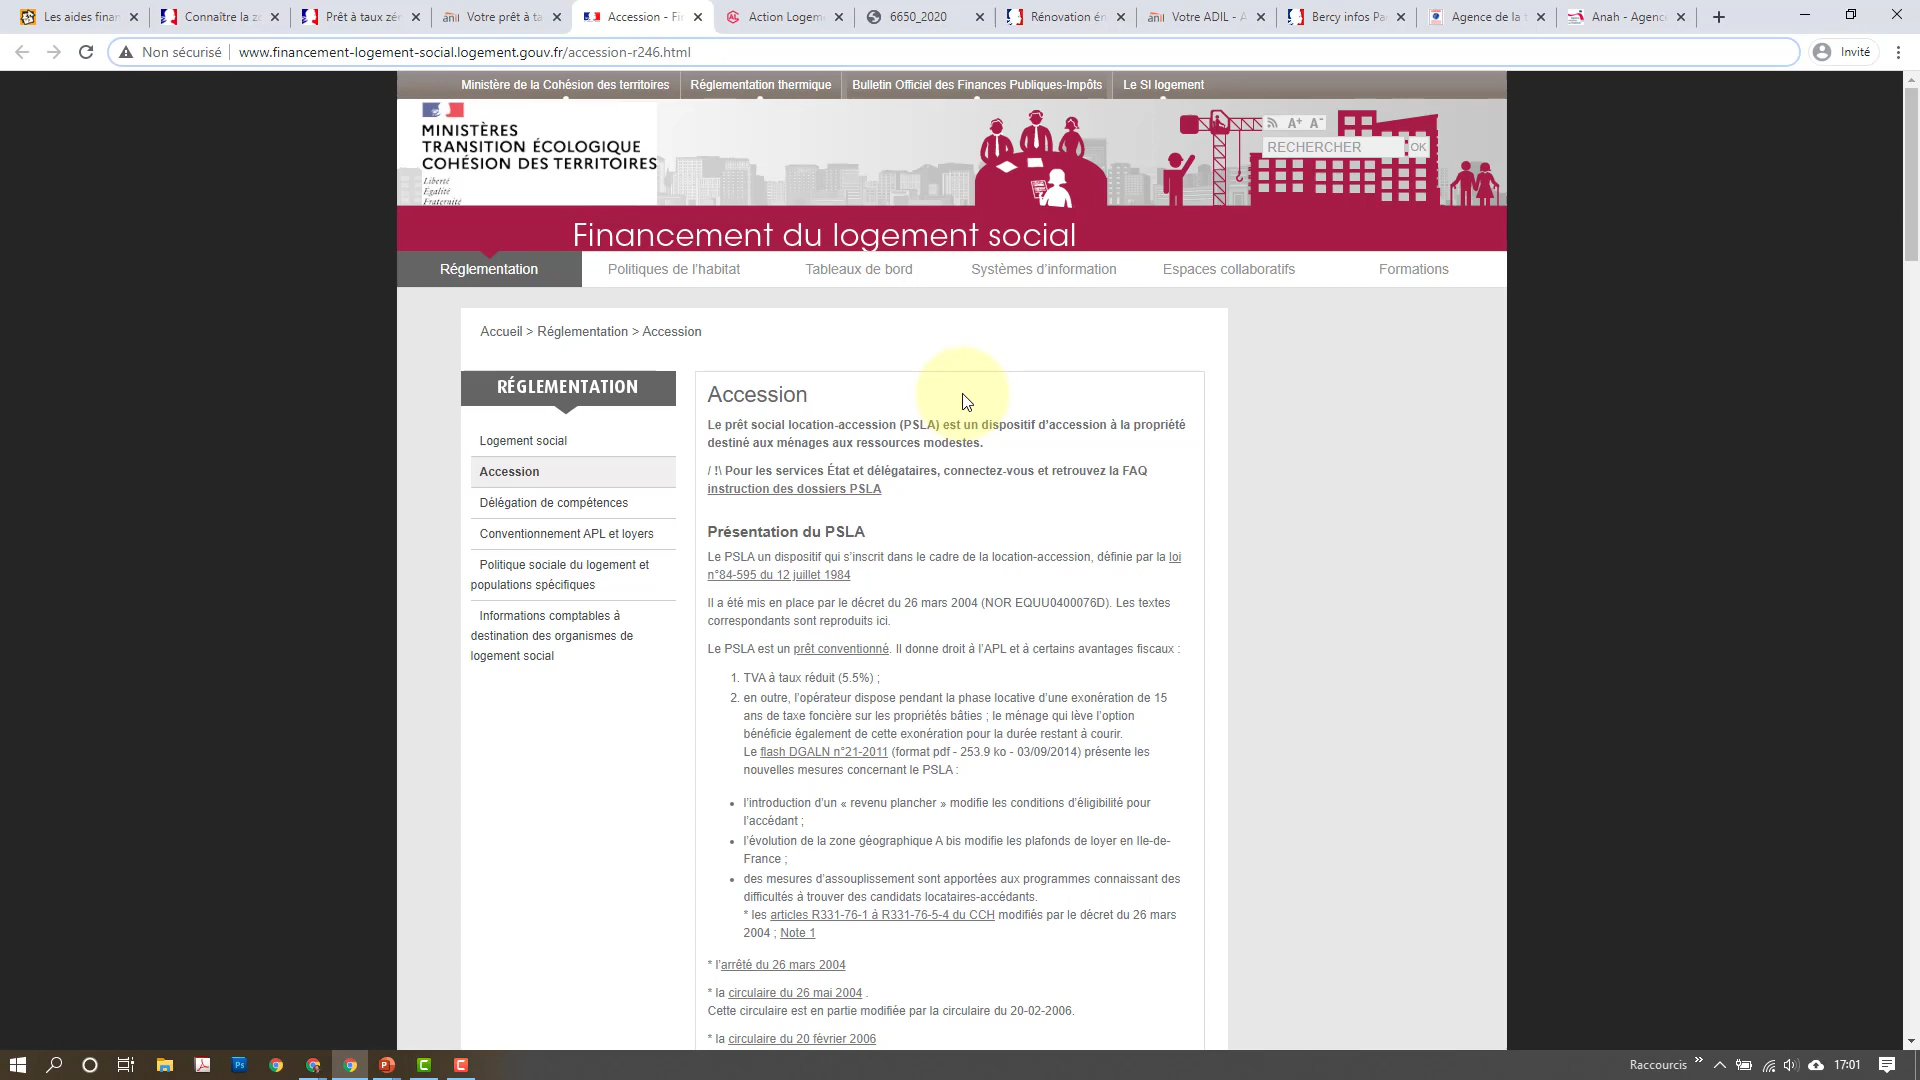 Les aides finan
Connaître la zo
Prêt à taux zér
Votre prêt à ta
Accession - Fi
Action Logeme
6650_2020
Rénovation én
Votre ADIL - A
Bercy infos Pa
Agence de la t
Anah - Agence
Non sécurisé
www.financement-logement-social.logement.gouv.fr/accession-r246.html
Invité
Ministère de la Cohésion des territoires
Réglementation thermique
Bulletin Officiel des Finances Publiques-Impôts
Le SI logement
MINISTÈRES
TRANSITION ÉCOLOGIQUE
COHÉSION DES TERRITOIRES
Liberté
Égalité
Fraternité
A+ A-
RECHERCHER OK
Financement du logement social
Réglementation
Politiques de l'habitat
Tableaux de bord
Systèmes d'information
Espaces collaboratifs
Formations
Accueil > Réglementation > Accession
RÉGLEMENTATION
Logement social
Accession
Délégation de compétences
Conventionnement APL et loyers
Politique sociale du logement et
populations spécifiques
Informations comptables à
destination des organismes de
logement social
Accession
Le prêt social location-accession (PSLA) est un dispositif d'accession à la propriété
destiné aux ménages aux ressources modestes.
/ !\ Pour les services État et délégataires, connectez-vous et retrouvez la FAQ
instruction des dossiers PSLA
Présentation du PSLA
Le PSLA un dispositif qui s'inscrit dans le cadre de la location-accession, définie par la loi
n°84-595 du 12 juillet 1984
Il a étè mis en place par le décret du 26 mars 2004 (NOR EQUU0400076D). Les textes
correspondants sont reproduits ici.
Le PSLA est un prêt conventionné. Il donne droit à l'APL et à certains avantages fiscaux :
1. TVA à taux réduit (5.5%) ;
2. en outre, l'opérateur dispose pendant la phase locative d'une exonération de 15
ans de taxe foncière sur les propriétés bâties ; le ménage qui lève l'option
bénéficie également de cette exonération pour la durée restant à courir.
Le flash DGALN n°21-2011 (format pdf - 253.9 ko - 03/09/2014) présente les
nouvelles mesures concernant le PSLA :
• l'introduction d'un « revenu plancher » modifie les conditions d'éligibilité pour
l'accédant ;
• l'évolution de la zone géographique A bis modifie les plafonds de loyer en Ile-de-
France ;
• des mesures d'assouplissement sont apportées aux programmes connaissant des
difficultés à trouver des candidats locataires-accédants.
* les articles R331-76-1 à R331-76-5-4 du CCH modifiés par le décret du 26 mars
2004 ; Note 1
* l'arrêté du 26 mars 2004
* la circulaire du 26 mai 2004 .
Cette circulaire est en partie modifiée par la circulaire du 20-02-2006.
* la circulaire du 20 février 2006
Raccourcis
17:01